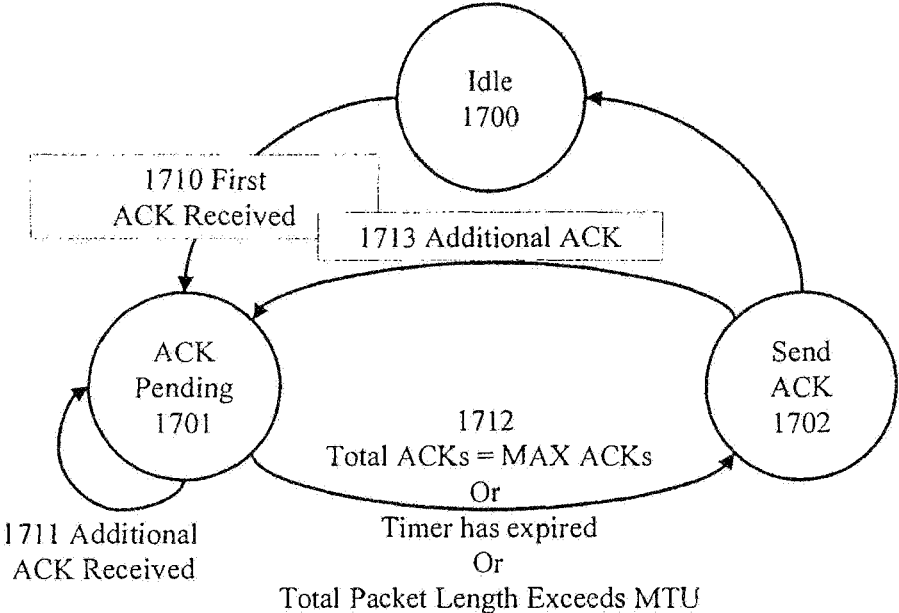 Idle
1700
1710 First
ACK Received
1713 Additional ACK
ACK
Pending
1701
Send
ACK
1702
1712
Total ACKs = MAX ACKs
Or
Timer has expired
Or
Total Packet Length Exceeds MTU
1711 Additional
ACK Received